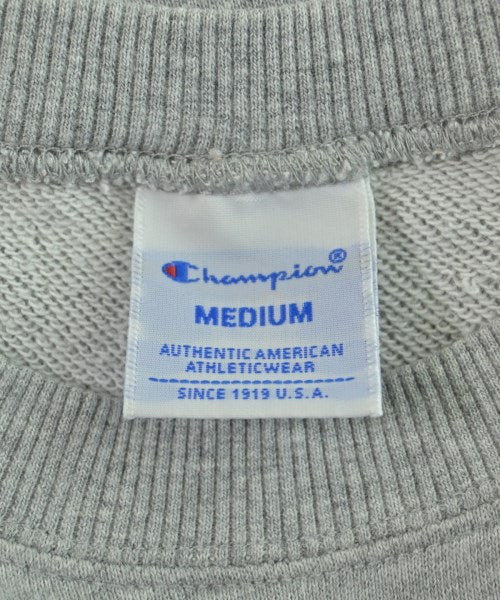 Champion®
MEDIUM
AUTHENTIC AMERICAN
ATHLETICWEAR
SINCE 1919 U.S.A.